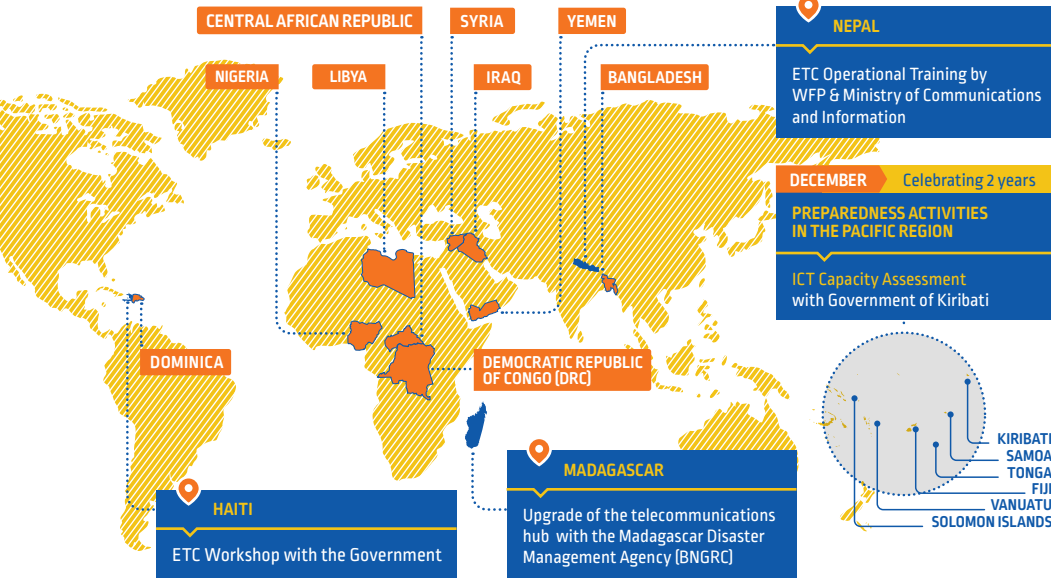 CENTRAL AFRICAN REPUBLIC
SYRIA
YEMEN
NIGERIA
LIBYA
IRAQ
BANGLADESH
NEPAL
ETC Operational Training by
WFP & Ministry of Communications
and Information
DECEMBER
Celebrating 2 years
PREPAREDNESS ACTIVITIES
IN THE PACIFIC REGION
ICT Capacity Assessment
with Government of Kiribati
DOMINICA
DEMOCRATIC REPUBLIC
OF CONGO (DRC)
KIRIBATI
SAMOA
TONGA
FIJI
VANUATU
SOLOMON ISLANDS
HAITI
ETC Workshop with the Government
MADAGASCAR
Upgrade of the telecommunications
hub with the Madagascar Disaster
Management Agency (BNGRC)